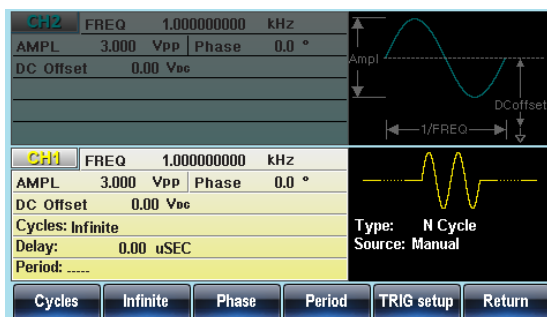 CH2 FREQ 1.000000000 kHz
AMPL 3.000 Vpp Phase 0.0 °
DC Offset 0.00 VDC
Ampl
DCoffset
1/FREQ
CH1 FREQ 1.000000000 kHz
AMPL 3.000 Vpp Phase 0.0 °
DC Offset 0.00 VDC
Cycles: Infinite
Delay: 0.00 uSEC
Period: -----
Type: N Cycle
Source: Manual
Cycles Infinite Phase Period TRIG setup Return